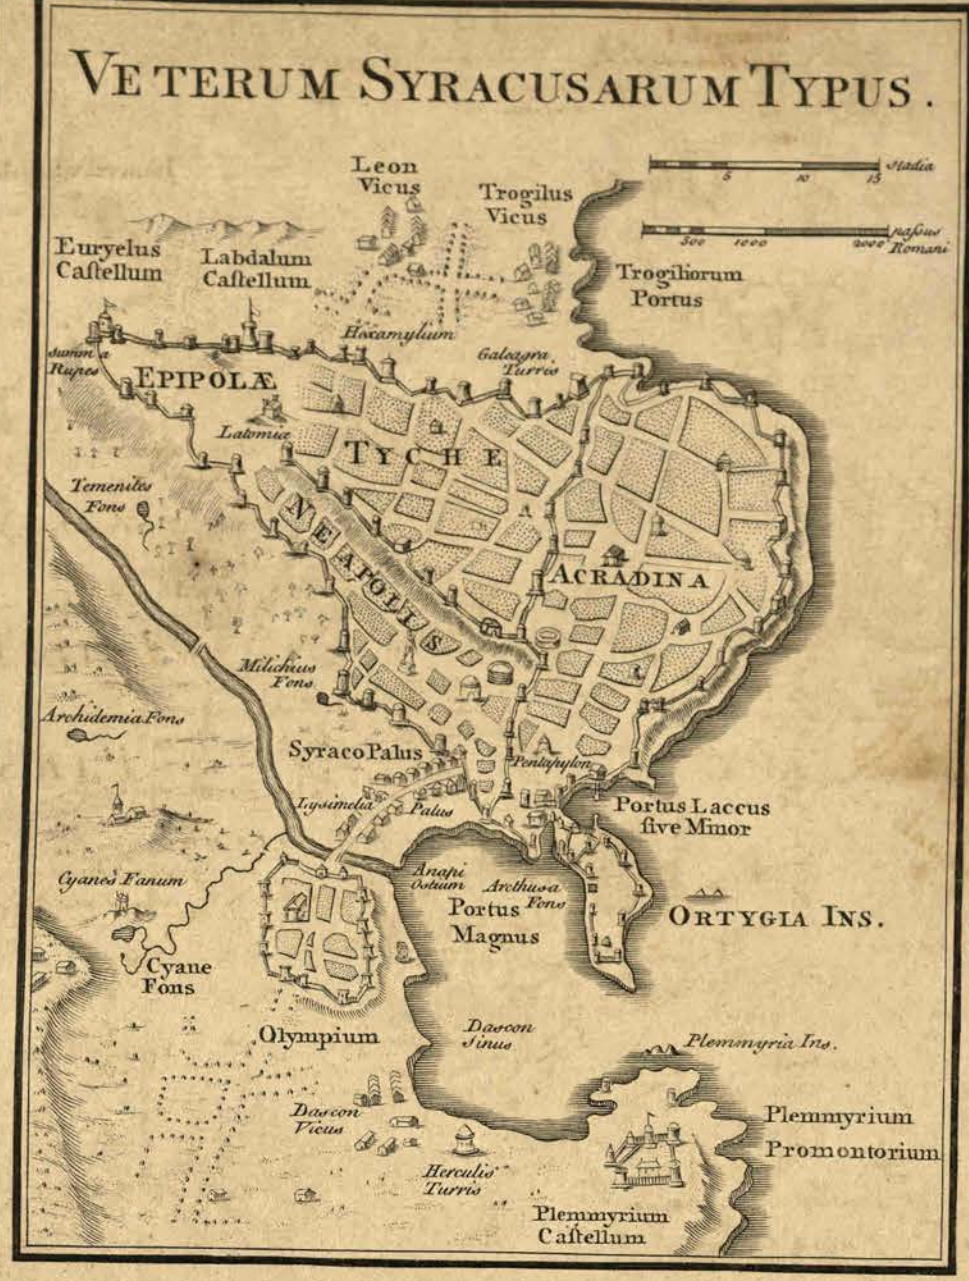 VETERUM SYRACUSARUM TYPUS.
Leon
Vicus
Trogilus
Vicus
stadia
5 10 15
passus
Romani
500 1000 2000
Euryelus
Caſtellum
Labdalum
Caſtellum
Trogiliorum
Portus
Hexamylium
Galeagra
Turris
summa
Rupes
EPIPOLÆ
Latomiæ
TYCHE
Temenites
Fons
NEAPOLIS
ACRADINA
Milichius
Fons
Archidemia Fons
Syraco Palus
Pentapylon
Lysimelia Palus
Portus Laccus
ſive Minor
Cyanes Fanum
Anapi
Ostium
Arethusa
Fons
Portus
Magnus
ORTYGIA INS.
Cyane
Fons
Olympium
Dascon
Sinus
Plemmyria Ins.
Dascon
Vicus
Plemmyrium
Promontorium
Herculis
Turris
Plemmyrium
Caſtellum